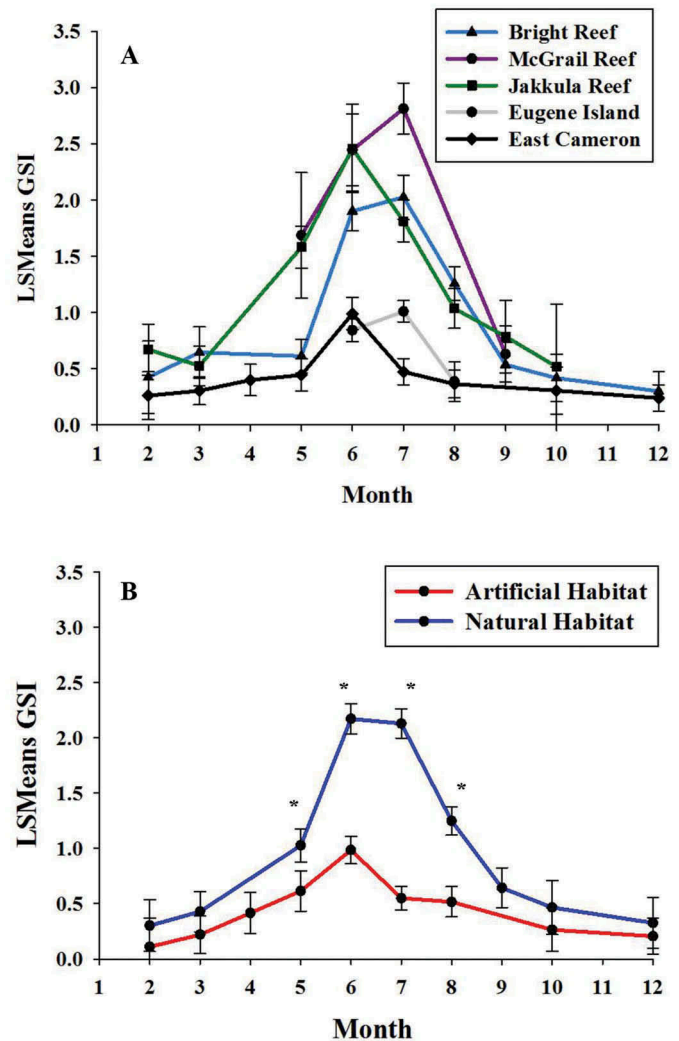 A
Bright Reef
McGrail Reef
Jakkula Reef
Eugene Island
East Cameron
LSMeans GSI
3.5
3.0
2.5
2.0
1.5
1.0
0.5
0.0
1 2 3 4 5 6 7 8 9 10 11 12
Month
B
Artificial Habitat
Natural Habitat
LSMeans GSI
3.5
3.0
2.5
2.0
1.5
1.0
0.5
0.0
* *
*
*
1 2 3 4 5 6 7 8 9 10 11 12
Month